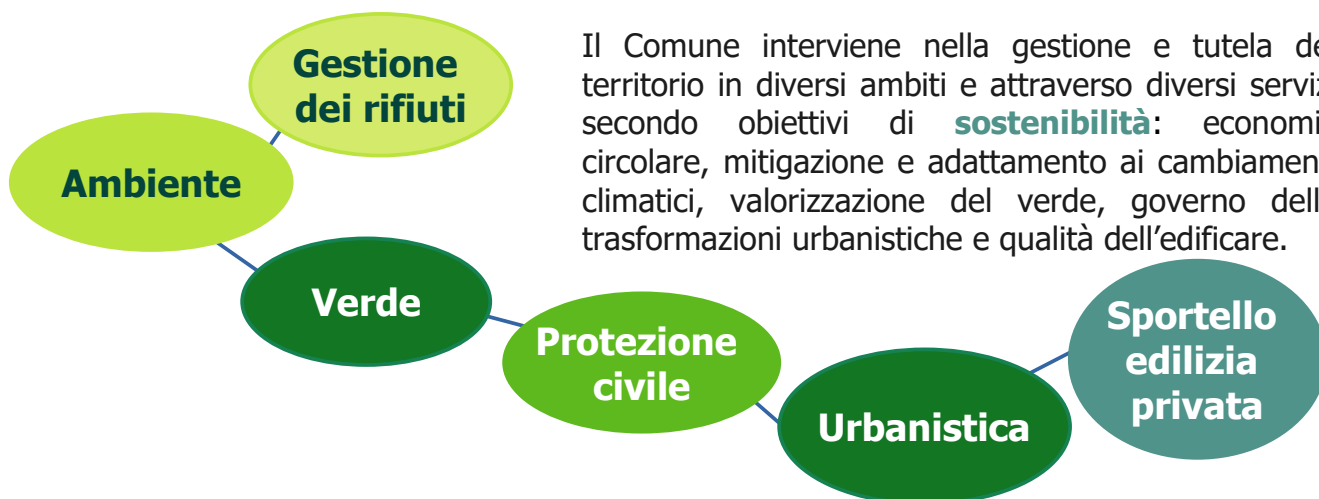 Gestione
dei rifiuti
Ambiente
Verde
Protezione
civile
Urbanistica
Sportello
edilizia
privata
Il Comune interviene nella gestione e tutela de
territorio in diversi ambiti e attraverso diversi serviz
secondo obiettivi di sostenibilità: economi
circolare, mitigazione e adattamento ai cambiamen
climatici, valorizzazione del verde, governo dell
trasformazioni urbanistiche e qualità dell’edificare.